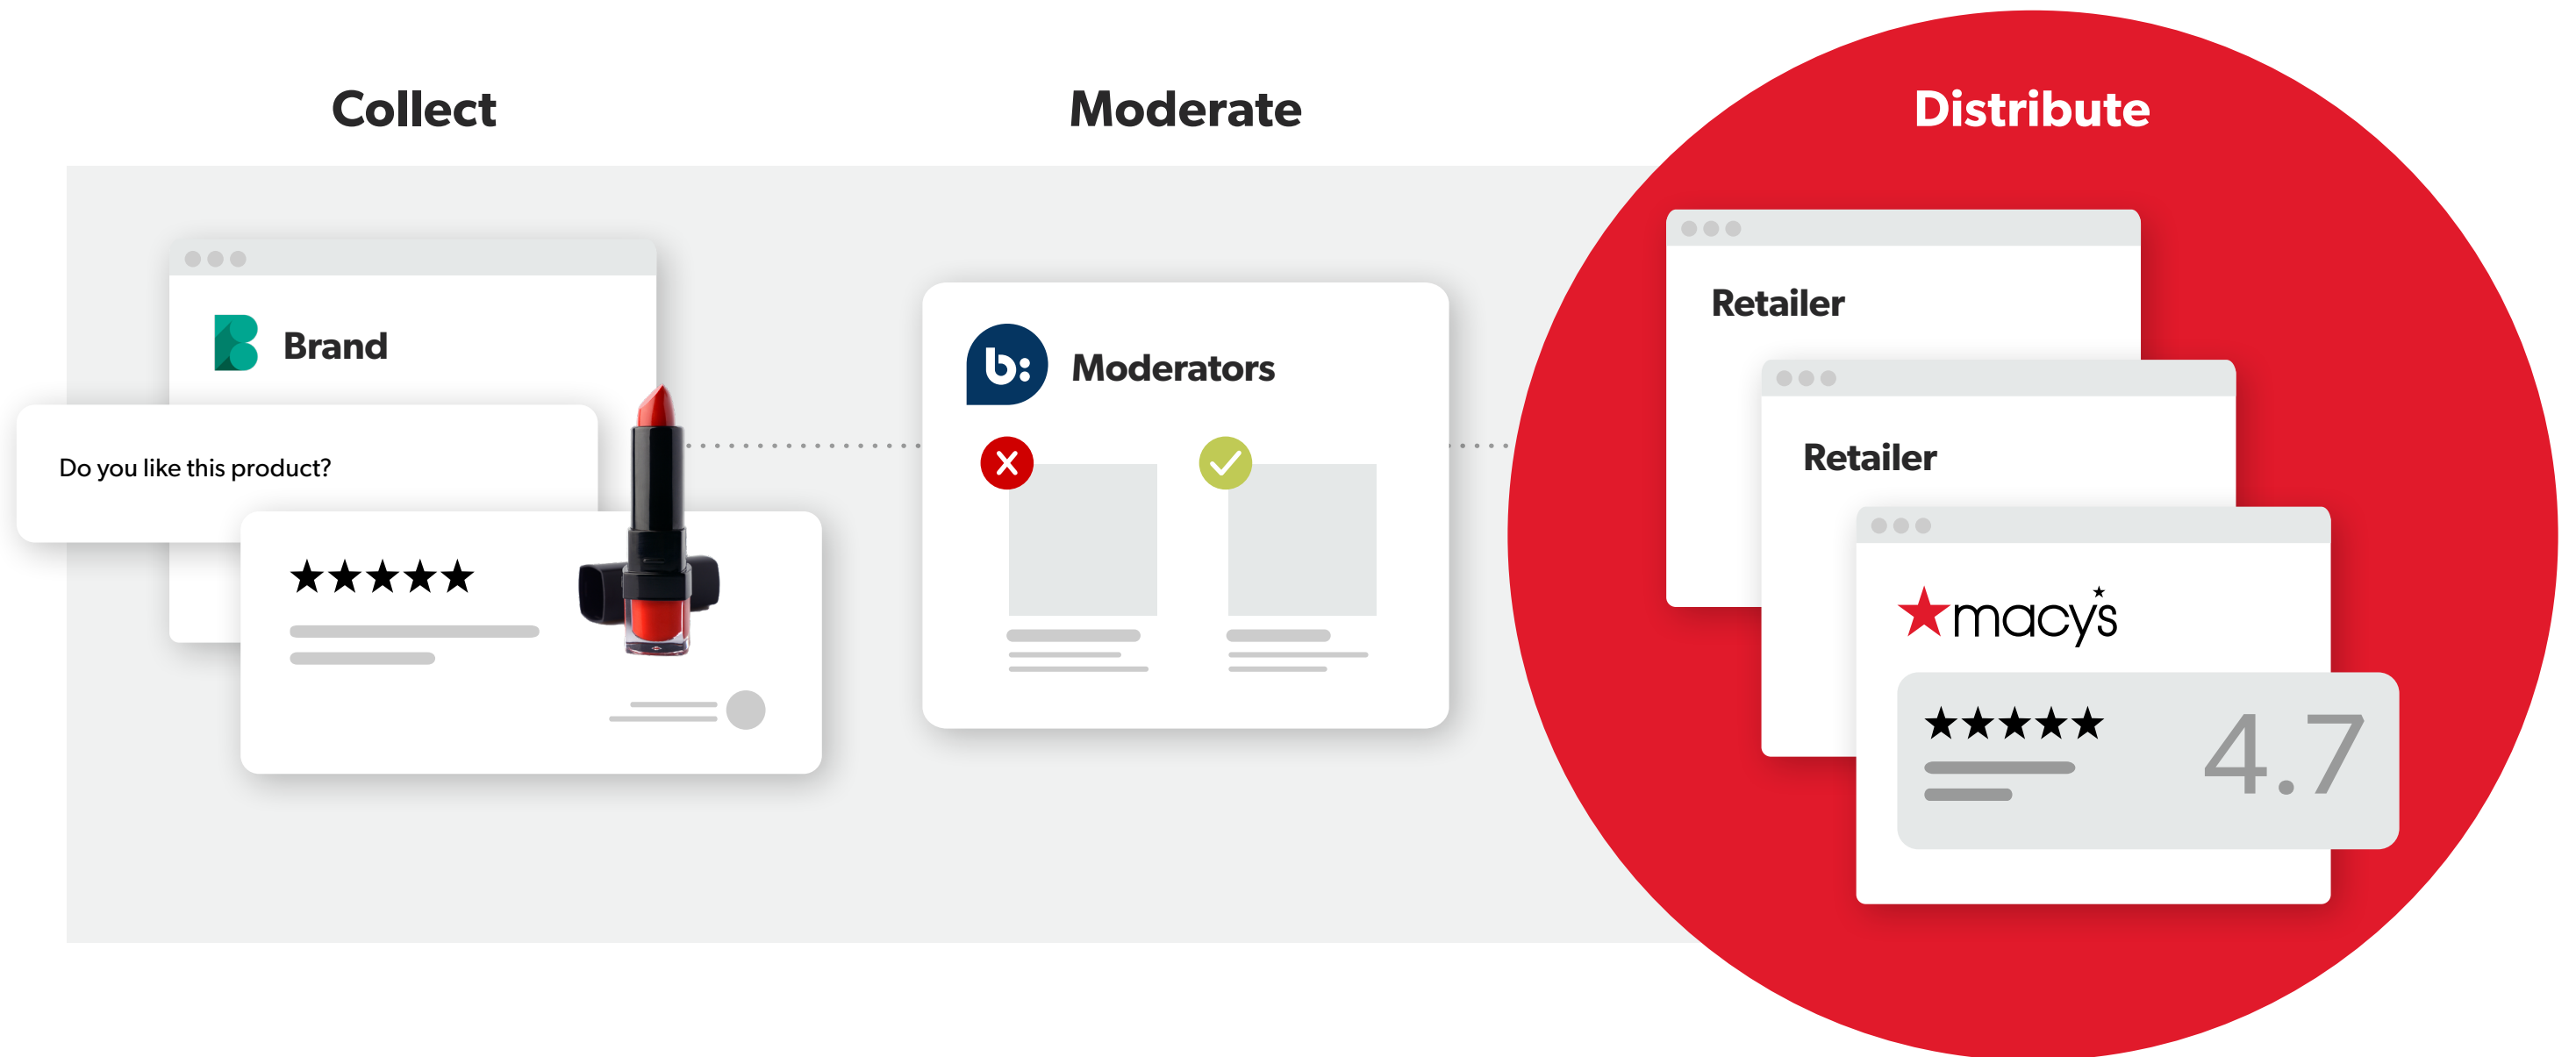 Collect
Moderate
Distribute
Brand
Do you like this product?
b:
Moderators
Retailer
Retailer
macy's
4.7